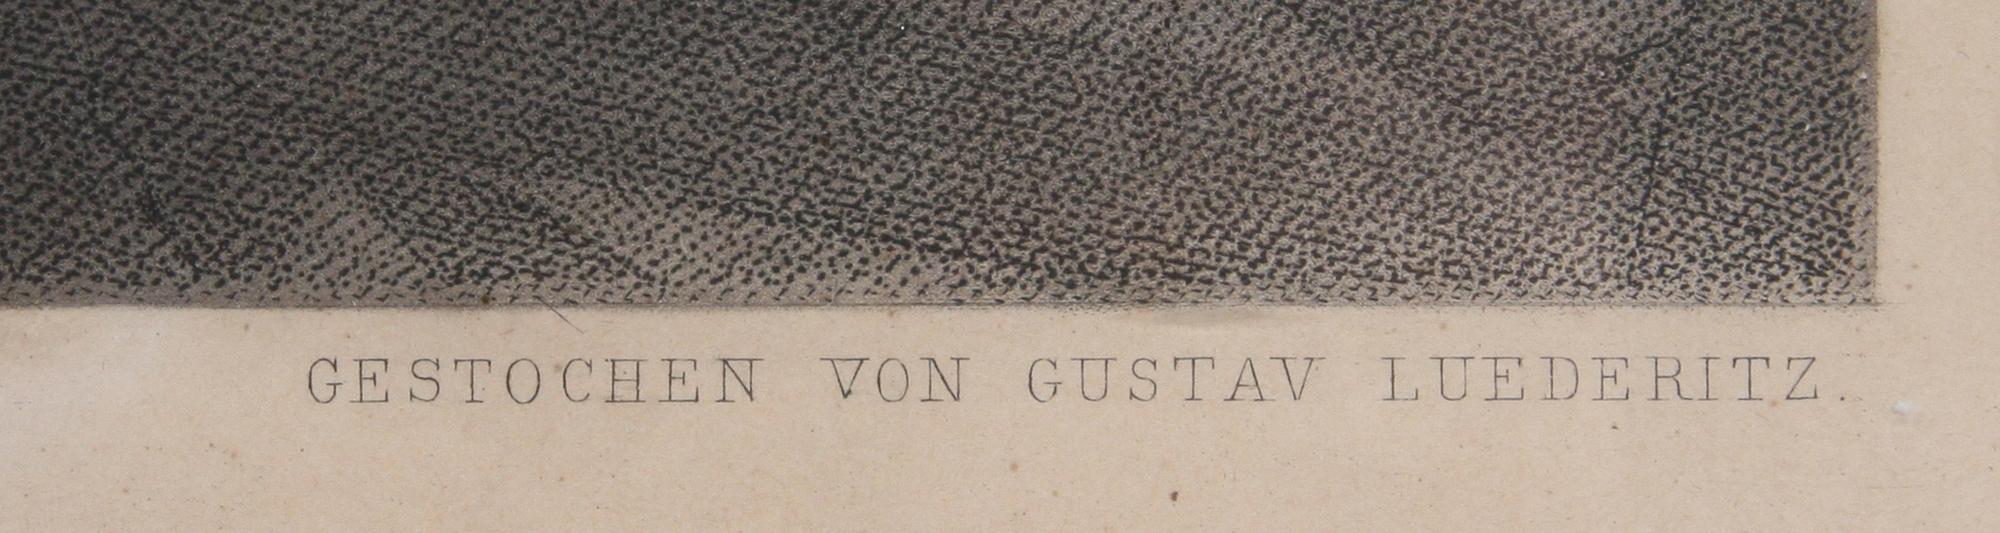 GESTOCHEN VON GUSTAV LUEDERITZ.